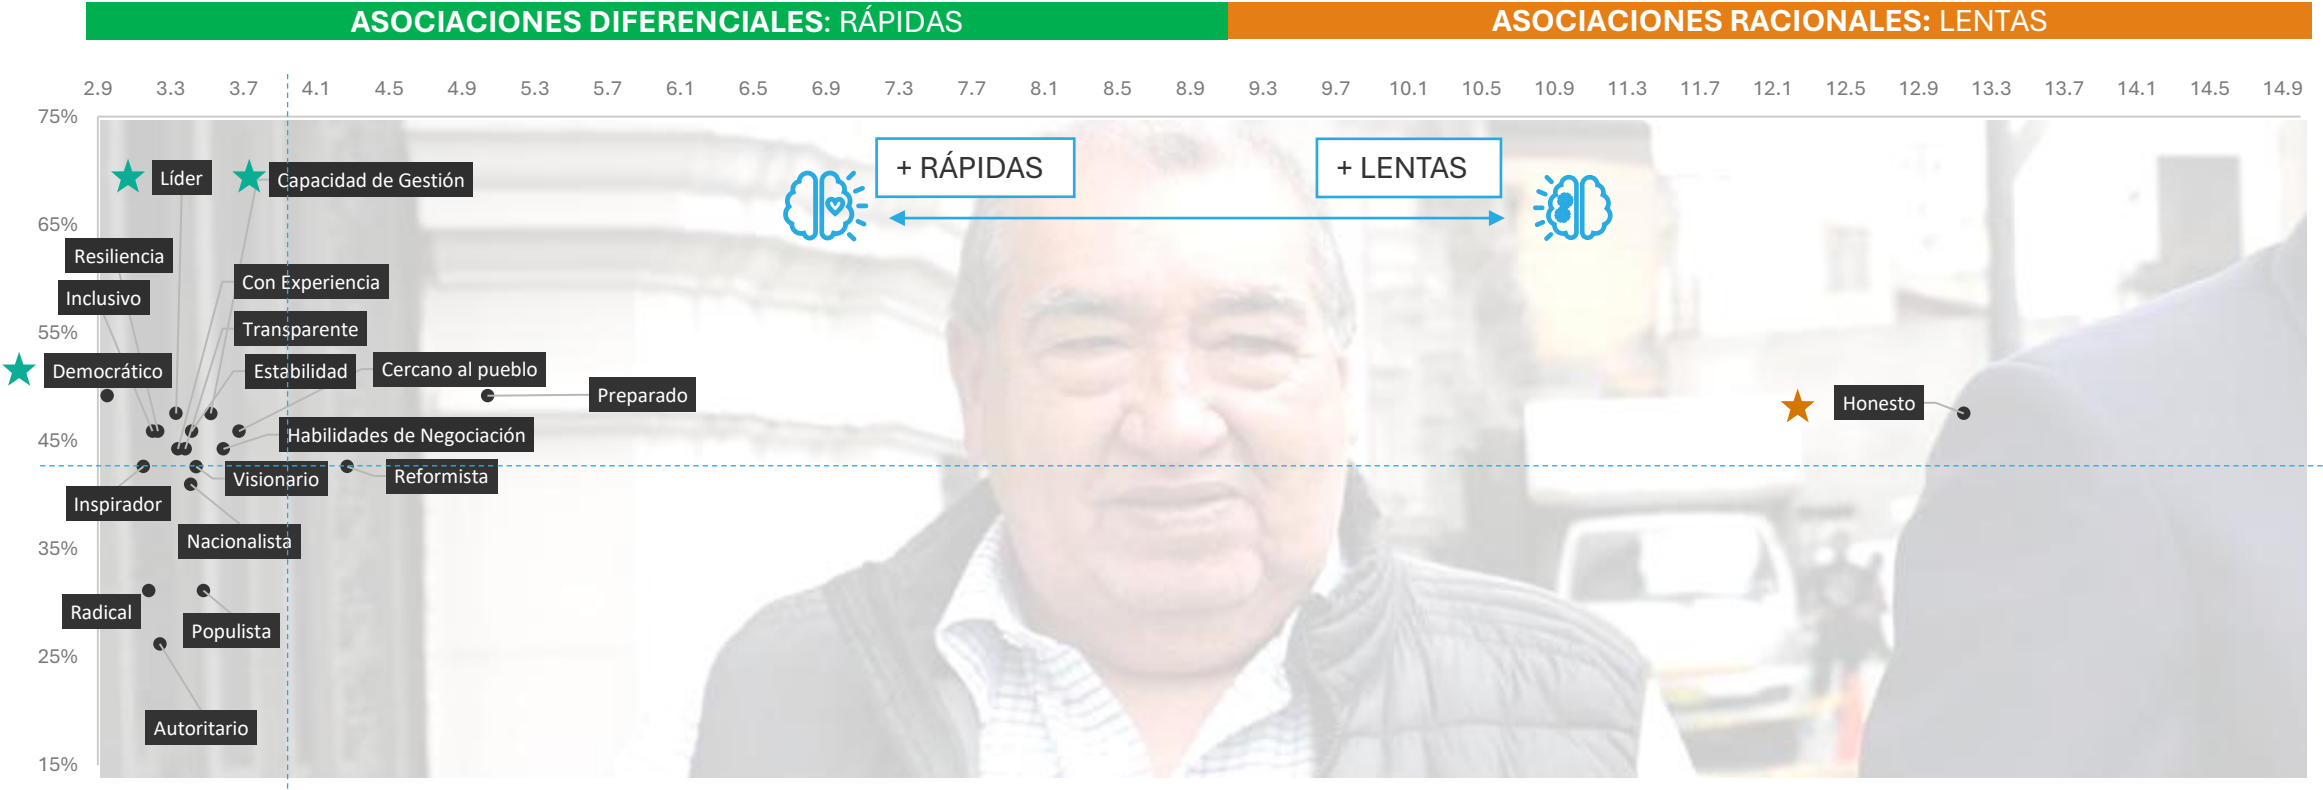 ASOCIACIONES DIFERENCIALES: RÁPIDAS
ASOCIACIONES RACIONALES: LENTAS
2.9 3.3 3.7 4.1 4.5 4.9 5.3 5.7 6.1 6.5 6.9 7.3 7.7 8.1 8.5 8.9 9.3 9.7 10.1 10.5 10.9 11.3 11.7 12.1 12.5 12.9 13.3 13.7 14.1 14.5 14.9
75%
+ RÁPIDAS
+ LENTAS
Líder
Capacidad de Gestión
65%
Resiliencia
Con Experiencia
Inclusivo
55%
Transparente
Democrático
Estabilidad
Cercano al pueblo
Preparado
Honesto
45%
Habilidades de Negociación
Visionario
Reformista
Inspirador
Nacionalista
35%
Radical
Populista
25%
Autoritario
15%